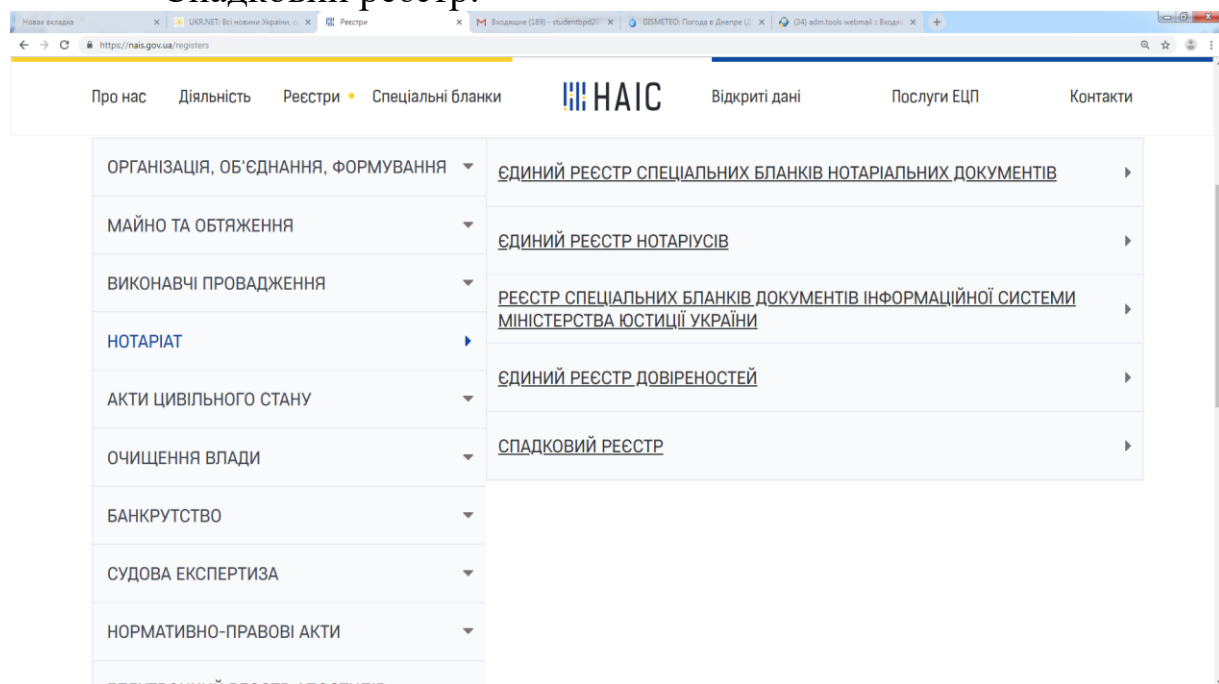 Спадковий реєстр.
Новая вкладка
UKR.NET: Всі новини України,
Реєстри
Входящие (189) - studentbpd2
GISMETEO: Погода в Днепре
(34) adm.tools webmail ::
https://nais.gov.ua/registers
Про нас Діяльність Реєстри • Спеціальні бланки НАІС Відкриті дані Послуги ЕЦП Контакти
ОРГАНІЗАЦІЯ, ОБ'ЄДНАННЯ, ФОРМУВАННЯ
МАЙНО ТА ОБТЯЖЕННЯ
ВИКОНАВЧІ ПРОВАДЖЕННЯ
НОТАРІАТ
АКТИ ЦИВІЛЬНОГО СТАНУ
ОЧИЩЕННЯ ВЛАДИ
БАНКРУТСТВО
СУДОВА ЕКСПЕРТИЗА
НОРМАТИВНО-ПРАВОВІ АКТИ
ЄДИНИЙ РЕЄСТР СПЕЦІАЛЬНИХ БЛАНКІВ НОТАРІАЛЬНИХ ДОКУМЕНТІВ
ЄДИНИЙ РЕЄСТР НОТАРІУСІВ
РЕЄСТР СПЕЦІАЛЬНИХ БЛАНКІВ ДОКУМЕНТІВ ІНФОРМАЦІЙНОЇ СИСТЕМИ
МІНІСТЕРСТВА ЮСТИЦІЇ УКРАЇНИ
ЄДИНИЙ РЕЄСТР ДОВІРЕНОСТЕЙ
СПАДКОВИЙ РЕЄСТР